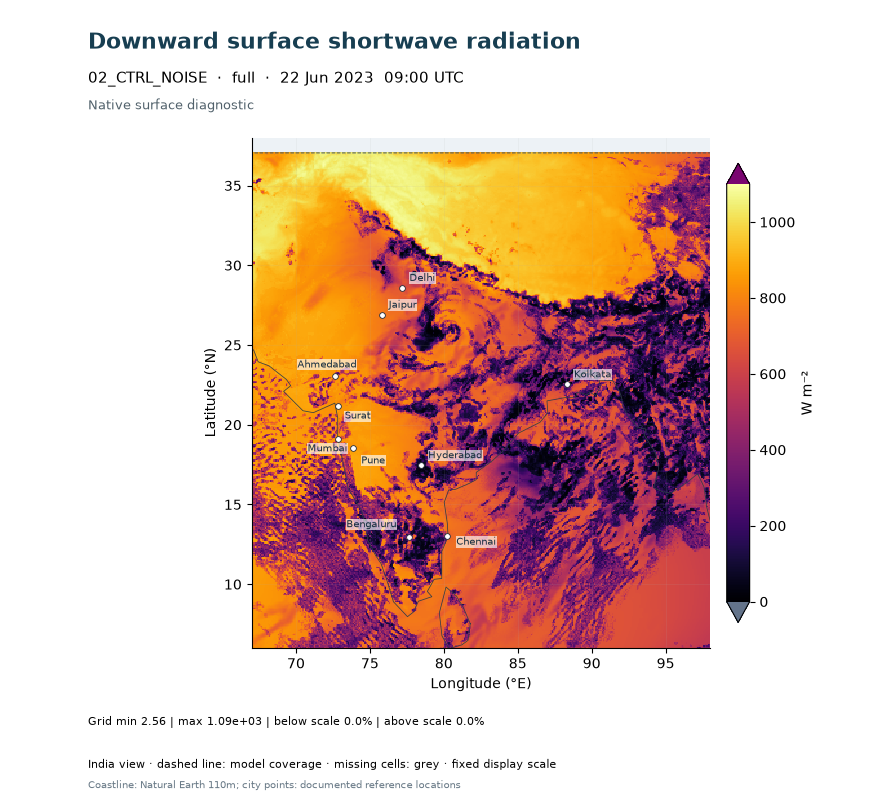 Downward surface shortwave radiation
02_CTRL_NOISE · full · 22 Jun 2023 09:00 UTC
Native surface diagnostic
35
30
25
20
15
10
Latitude (°N)
70 75 80 85 90 95
Longitude (°E)
Delhi
Jaipur
Ahmedabad
Kolkata
Surat
Mumbai
Pune
Hyderabad
Bengaluru
Chennai
1000
800
600
400
200
0
W m⁻²
Grid min 2.56 | max 1.09e+03 | below scale 0.0% | above scale 0.0%
India view · dashed line: model coverage · missing cells: grey · fixed display scale
Coastline: Natural Earth 110m; city points: documented reference locations